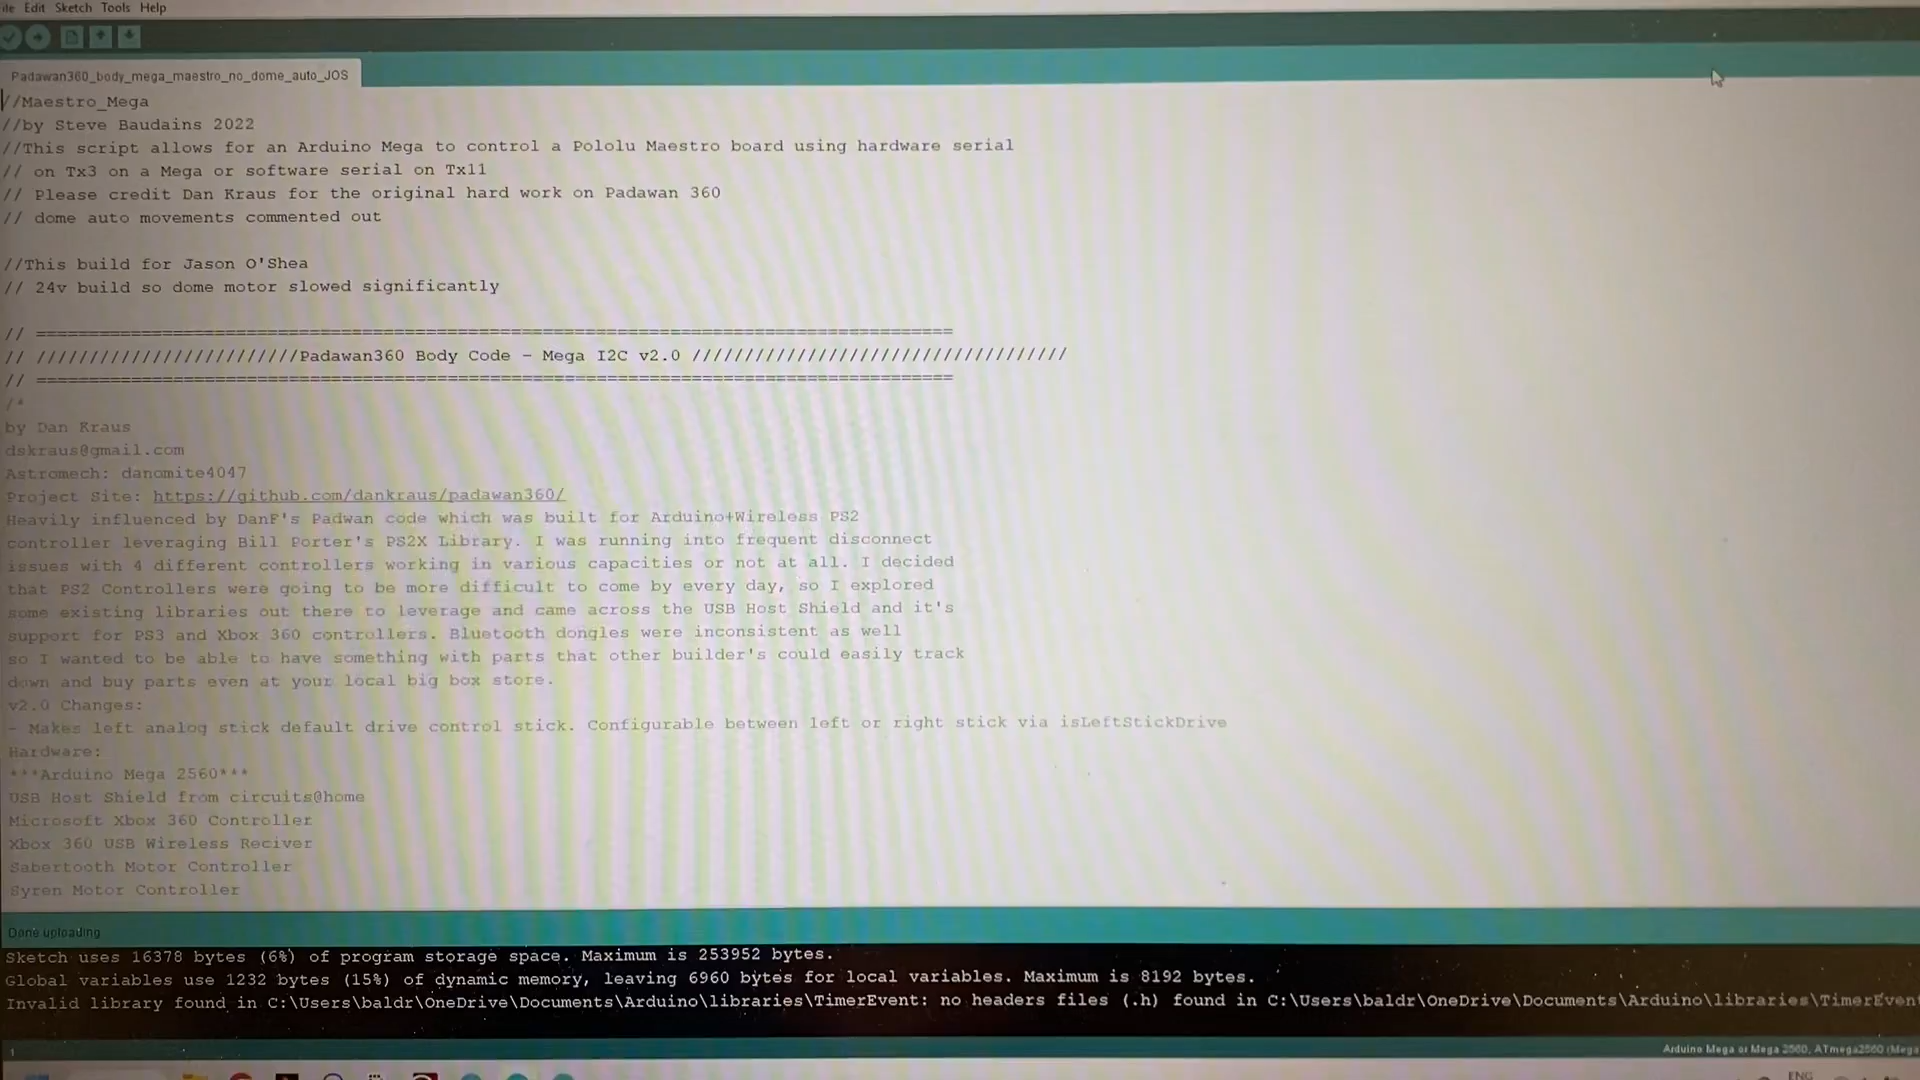 ile Edit Sketch Tools Help
Padawan360_body_mega_maestro_no_dome_auto_JOS
//Maestro_Mega
//by Steve Baudains 2022
//This script allows for an Arduino Mega to control a Pololu Maestro board using hardware serial
// on Tx3 on a Mega or software serial on Tx11
// Please credit Dan Kraus for the original hard work on Padawan 360
// dome auto movements commented out
//This build for Jason O'Shea
// 24v build so dome motor slowed significantly
// =======================================================================================
// /////////////////////////Padawan360 Body Code - Mega I2C v2.0 ////////////////////////////////////
// =======================================================================================
/*
by Dan Kraus
dskraus@gmail.com
Astromech: danomite4047
Project Site: https://github.com/dankraus/padawan360/
Heavily influenced by DanF's Padwan code which was built for Arduino+Wireless PS2
controller leveraging Bill Porter's PS2X Library. I was running into frequent disconnect
issues with 4 different controllers working in various capacities or not at all. I decided
that PS2 Controllers were going to be more difficult to come by every day, so I explored
some existing libraries out there to leverage and came across the USB Host Shield and it's
support for PS3 and Xbox 360 controllers. Bluetooth dongles were inconsistent as well
so I wanted to be able to have something with parts that other builder's could easily track
down and buy parts even at your local big box store.
v2.0 Changes:
- Makes left analog stick default drive control stick. Configurable between left or right stick via isLeftStickDrive
Hardware:
***Arduino Mega 2560***
USB Host Shield from circuits@home
Microsoft Xbox 360 Controller
Xbox 360 USB Wireless Reciver
Sabertooth Motor Controller
Syren Motor Controller
Done uploading
Sketch uses 16378 bytes (6%) of program storage space. Maximum is 253952 bytes.
Global variables use 1232 bytes (15%) of dynamic memory, leaving 6960 bytes for local variables. Maximum is 8192 bytes.
Invalid library found in C:\Users\baldr\OneDrive\Documents\Arduino\libraries\TimerEvent: no headers files (.h) found in C:\Users\baldr\OneDrive\Documents\Arduino\libraries\TimerEvent
1
Arduino Mega or Mega 2560, ATmega2560 (Mega
ENG